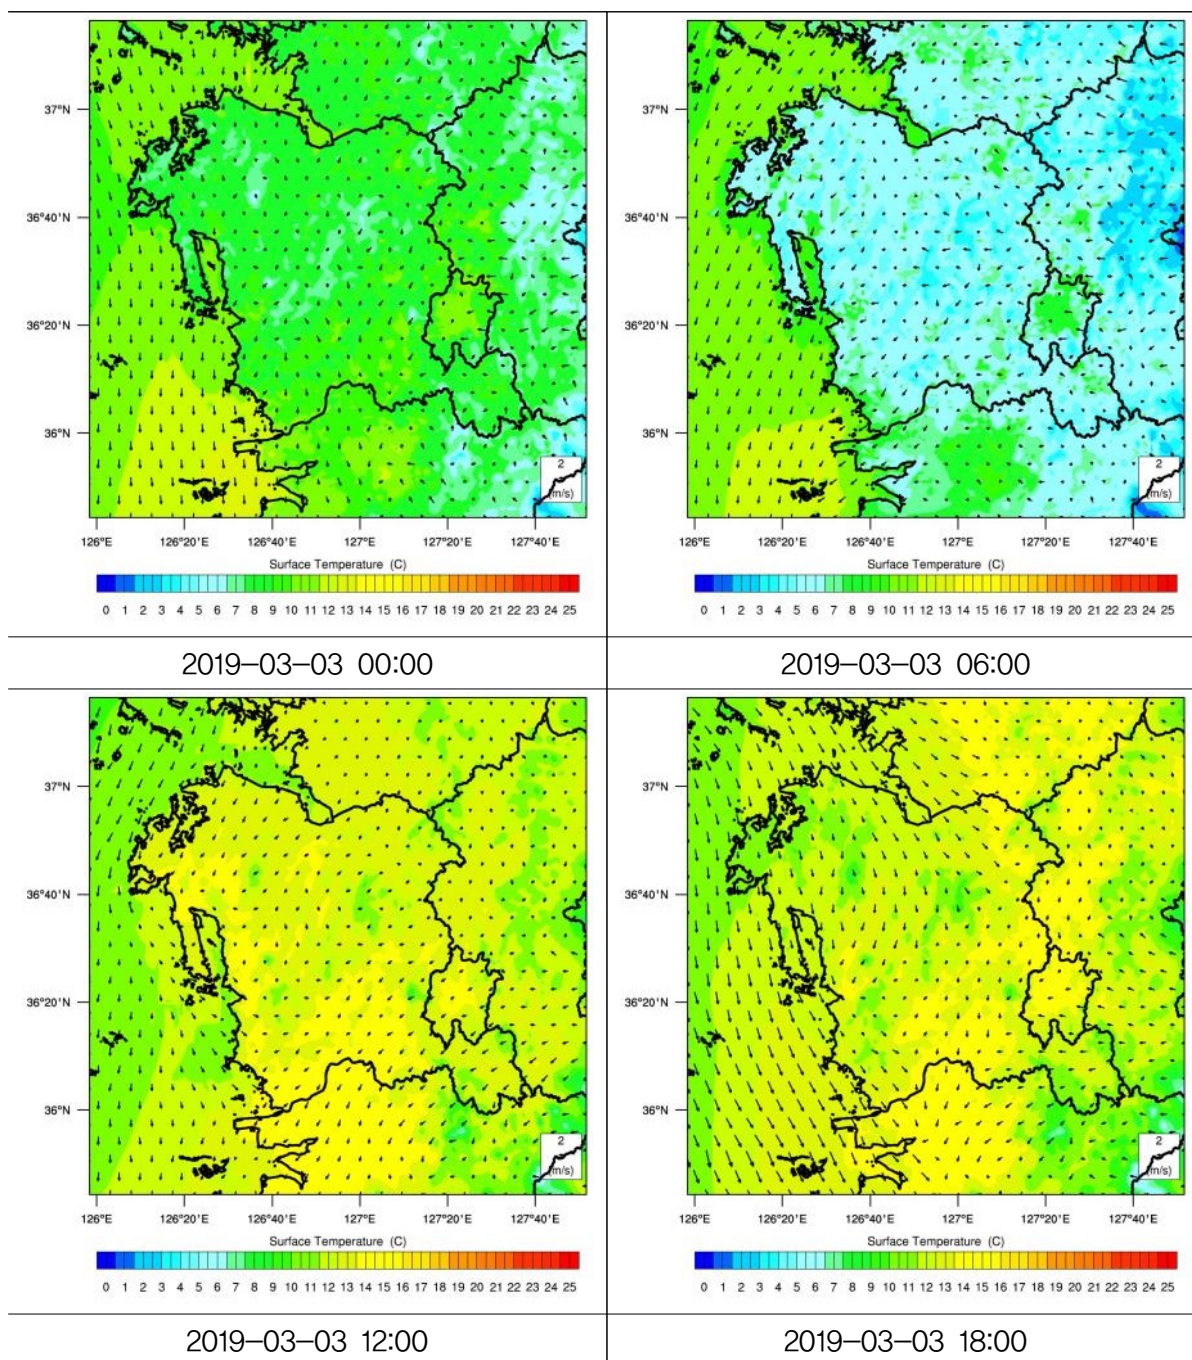 37°N
36°40'N
36°20'N
36°N
2
(m/s)
126°E 126°20'E 126°40'E 127°E 127°20'E 127°40'E
Surface Temperature (C)
0 1 2 3 4 5 6 7 8 9 10 11 12 13 14 15 16 17 18 19 20 21 22 23 24 25
37°N
36°40'N
36°20'N
36°N
2
(m/s)
126°E 126°20'E 126°40'E 127°E 127°20'E 127°40'E
Surface Temperature (C)
0 1 2 3 4 5 6 7 8 9 10 11 12 13 14 15 16 17 18 19 20 21 22 23 24 25
2019-03-03 00:00
2019-03-03 06:00
37°N
36°40'N
36°20'N
36°N
2
(m/s)
126°E 126°20'E 126°40'E 127°E 127°20'E 127°40'E
Surface Temperature (C)
0 1 2 3 4 5 6 7 8 9 10 11 12 13 14 15 16 17 18 19 20 21 22 23 24 25
37°N
36°40'N
36°20'N
36°N
2
(m/s)
126°E 126°20'E 126°40'E 127°E 127°20'E 127°40'E
Surface Temperature (C)
0 1 2 3 4 5 6 7 8 9 10 11 12 13 14 15 16 17 18 19 20 21 22 23 24 25
2019-03-03 12:00
2019-03-03 18:00